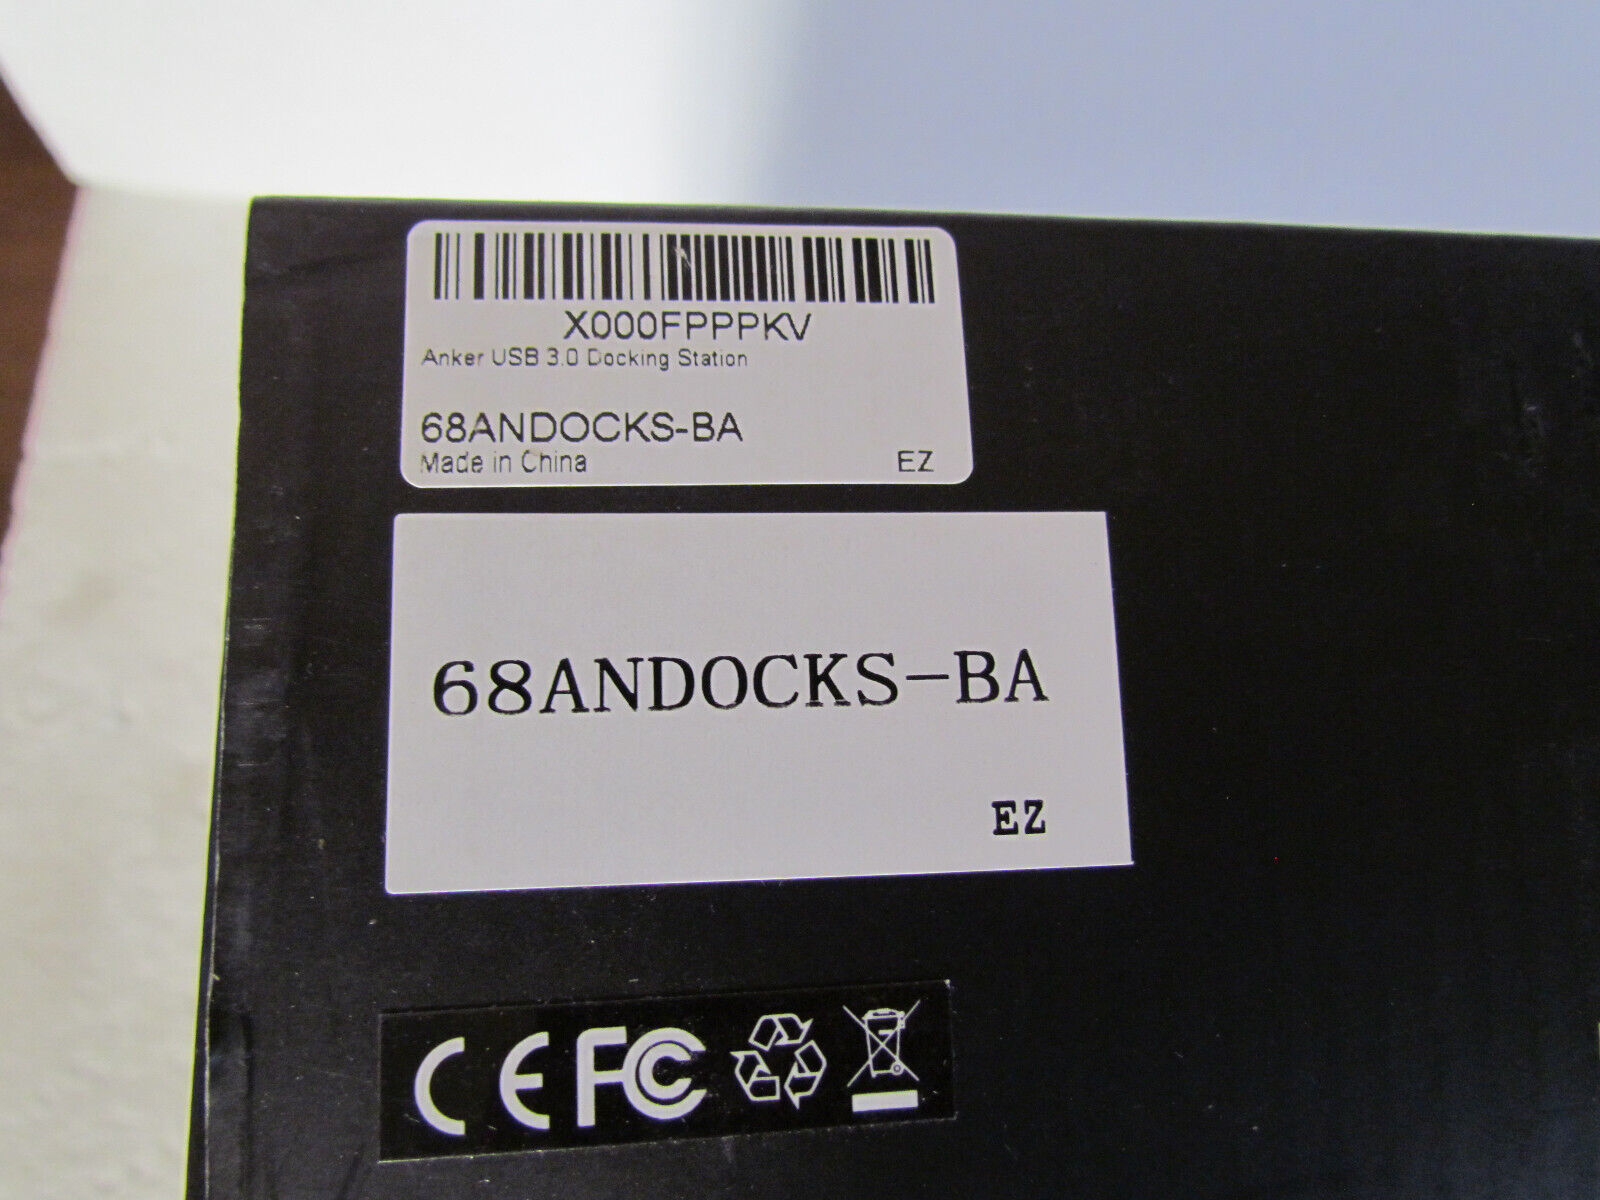 X000FPPPKV
Anker USB 3.0 Docking Station
68ANDOCKS-BA
Made in China EZ
68ANDOCKS-BA
EZ
CE FC